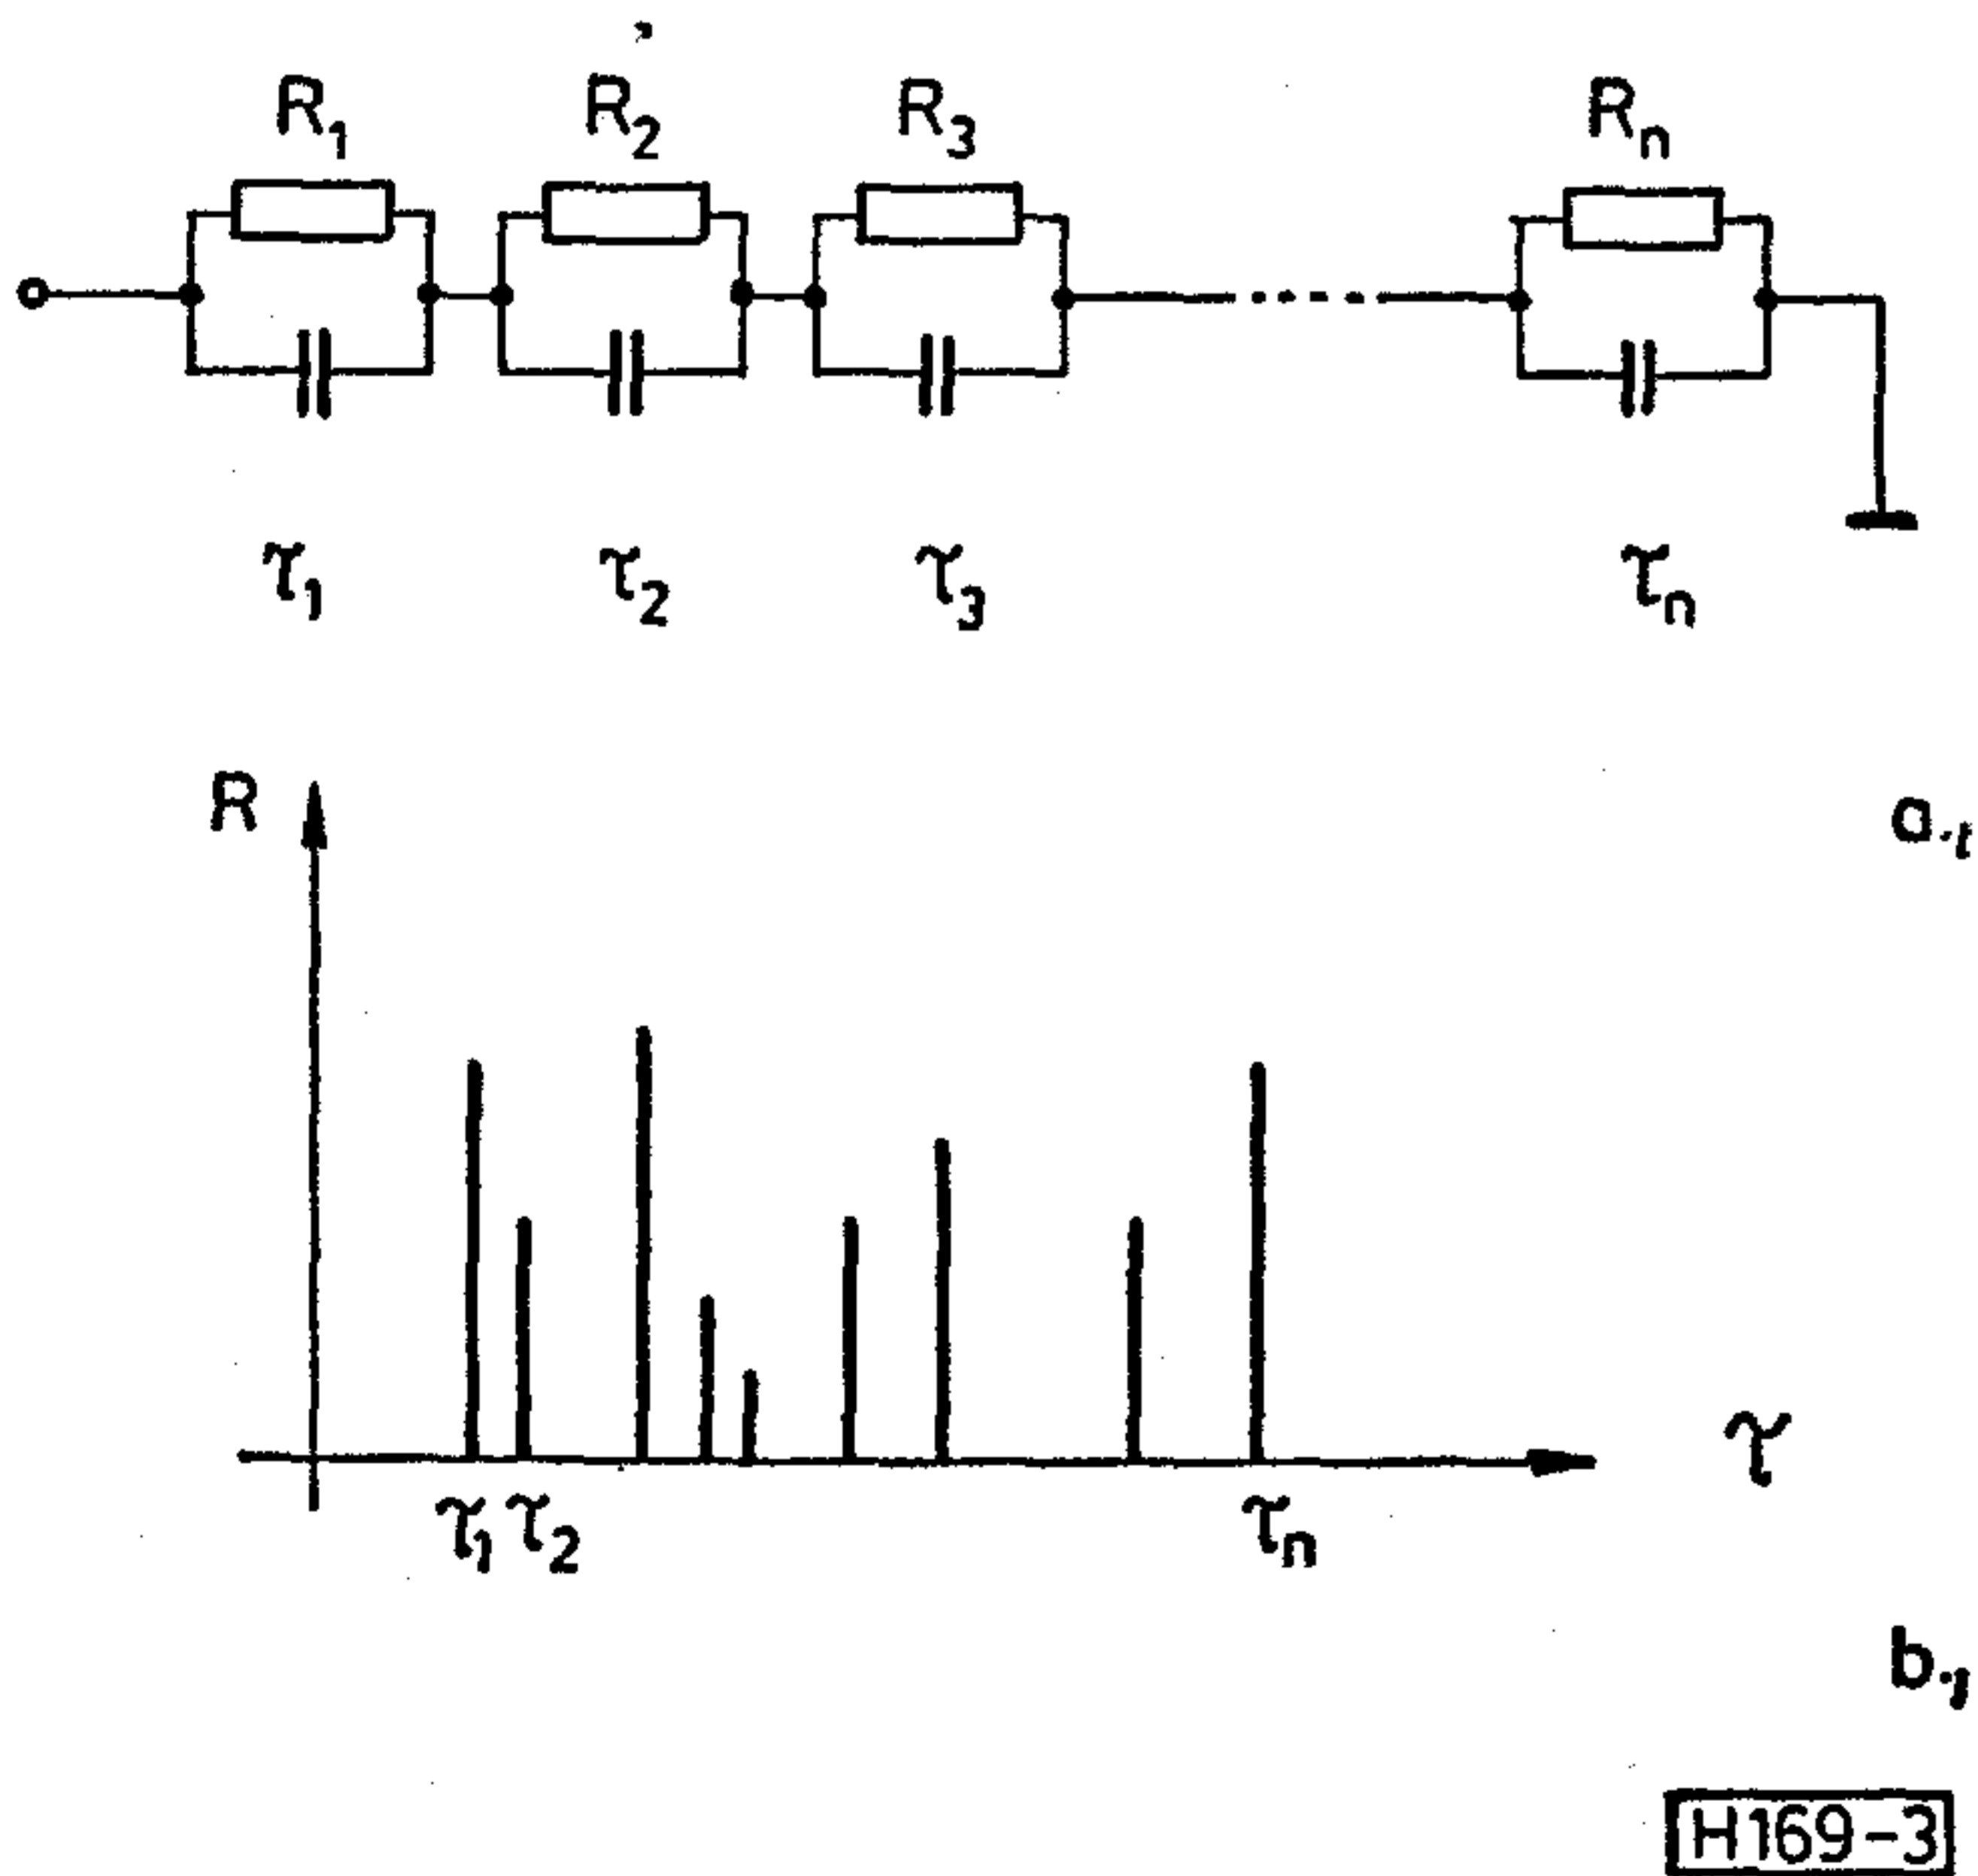 R₁ R₂ R₃ Rₙ
τ₁ τ₂ τ₃ τₙ
R
a.,
τ
τ₁ τ₂ τₙ
b.,
H169-3